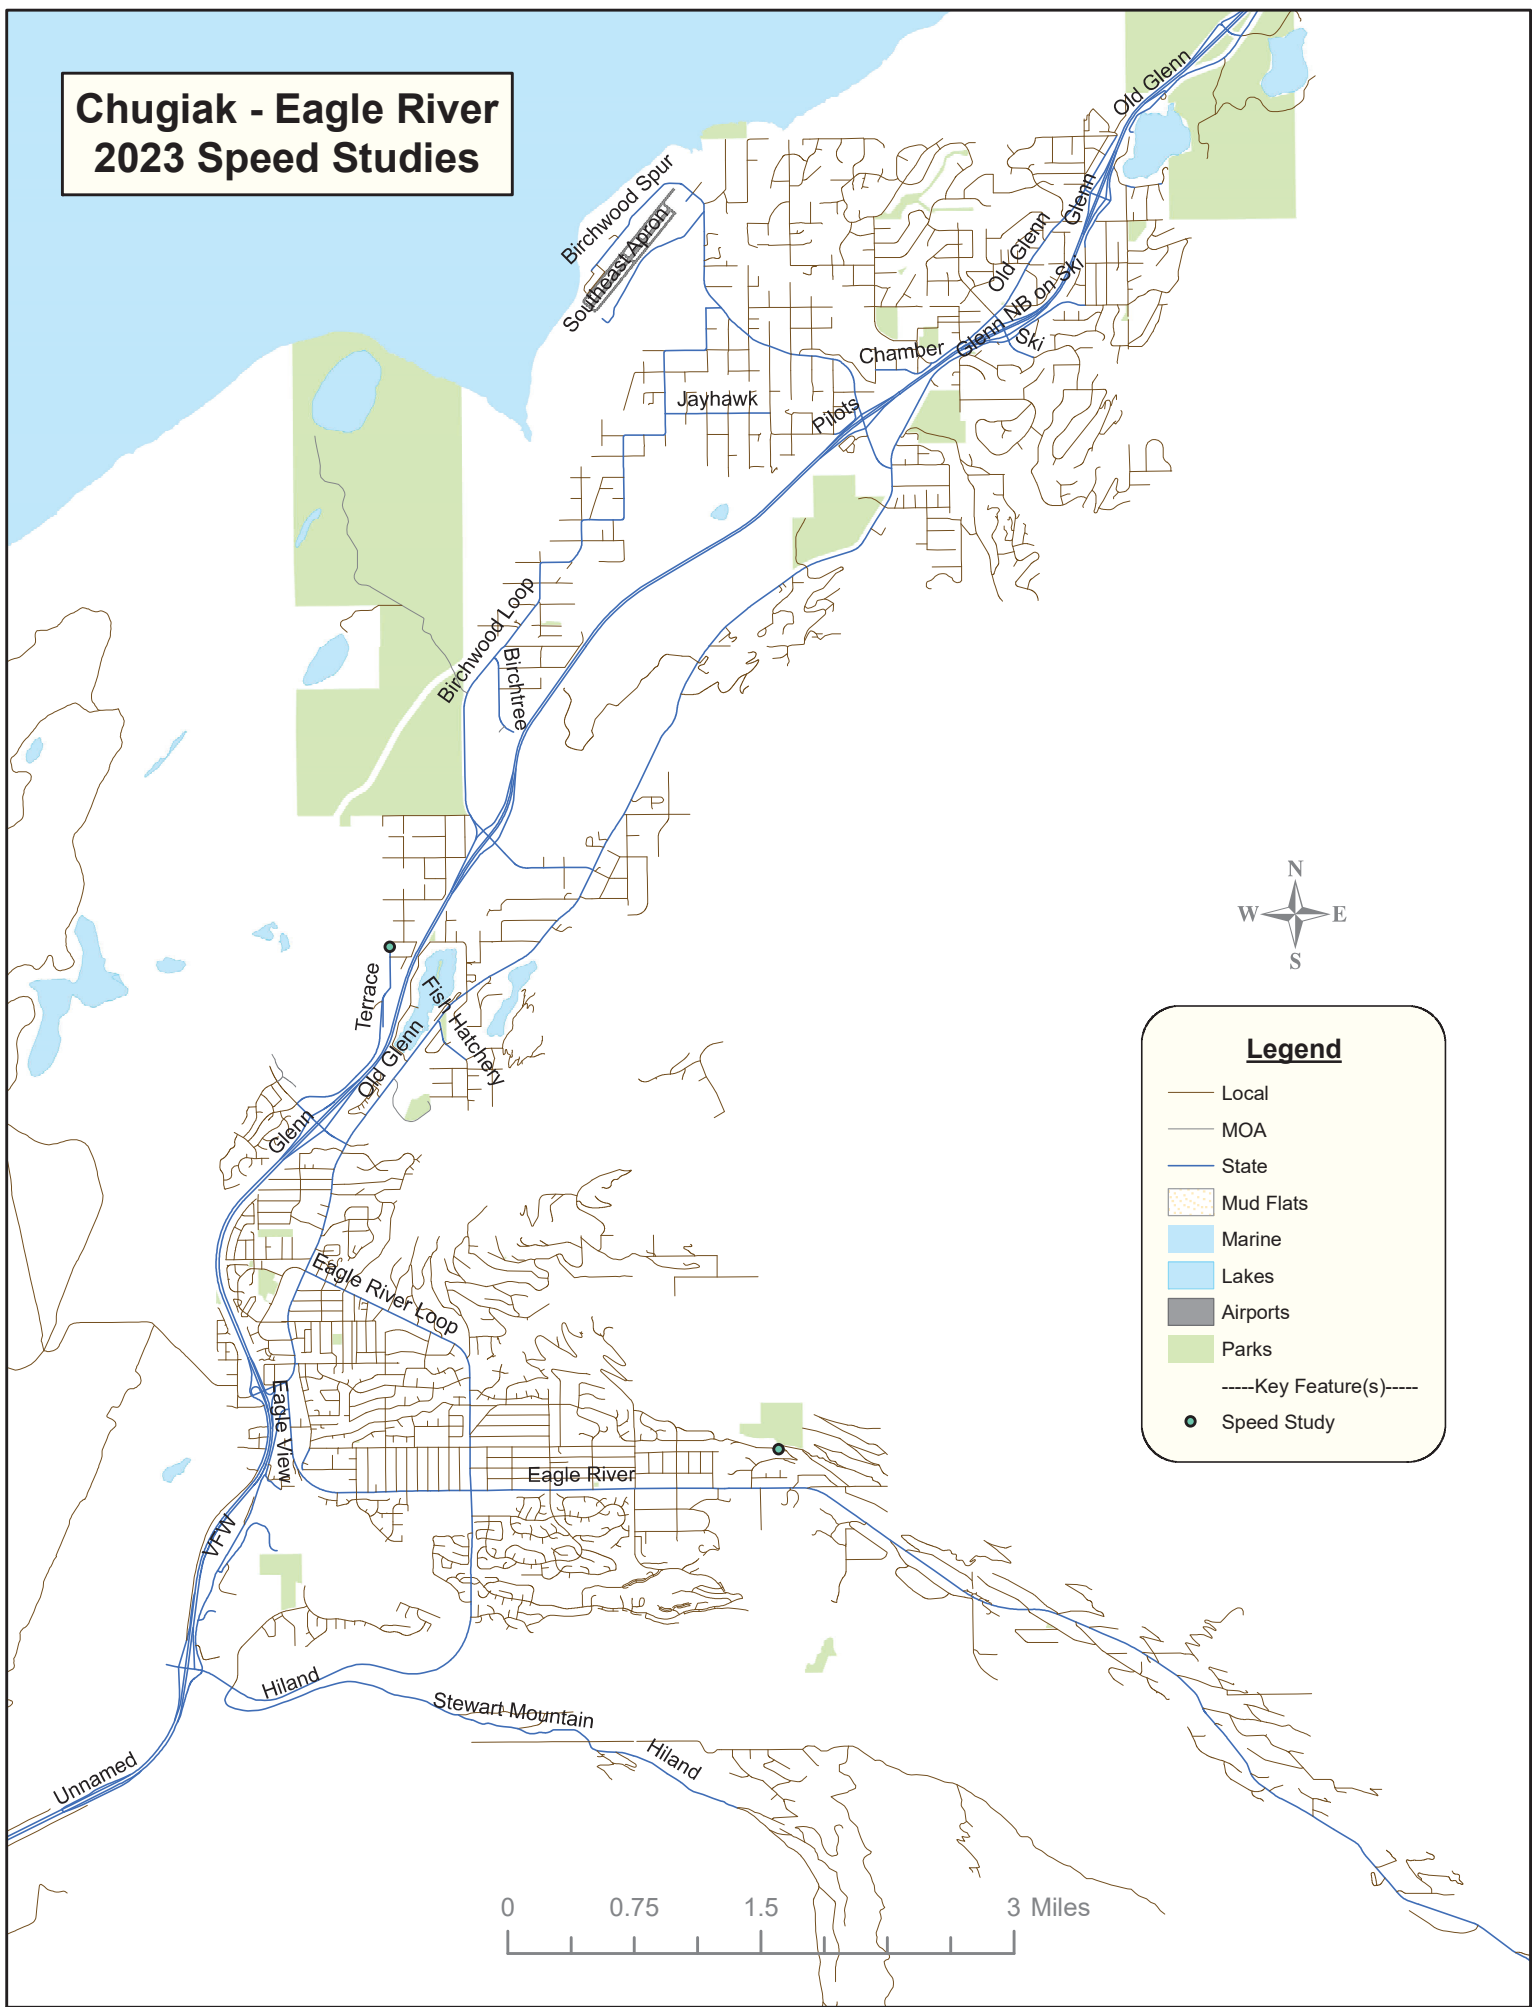 Chugiak - Eagle River
2023 Speed Studies
Old Glenn
Birchwood Spur
Southeast Apron
Glenn
Old Glenn
Glenn NB on Ski
Ski
Chamber
Jayhawk
Pilots
Birchwood Loop
Birchtree
N
W E
S
Terrace
Fish Hatchery
Old Glenn
Glenn
Legend
Local
MOA
State
Mud Flats
Marine
Lakes
Airports
Parks
-----Key Feature(s)-----
Speed Study
Eagle River Loop
Eagle View
Eagle River
VFW
Hiland
Stewart Mountain
Hiland
Unnamed
0 0.75 1.5 3 Miles